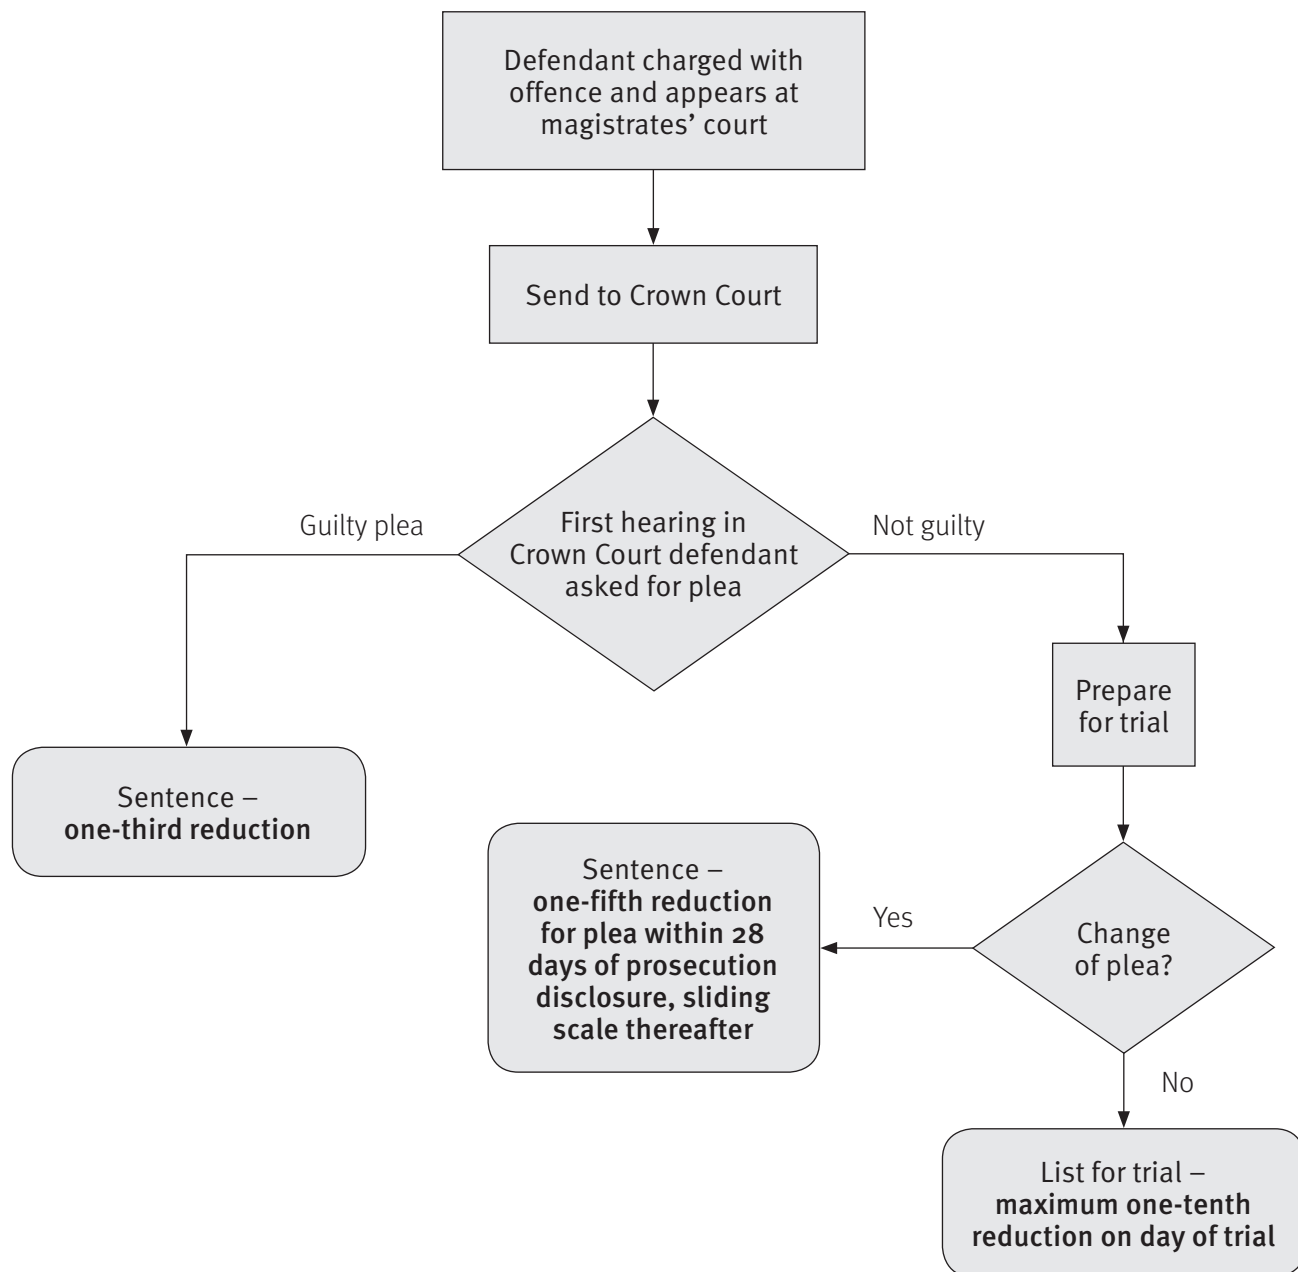 Defendant charged with
offence and appears at
magistrates’ court
Send to Crown Court
First hearing in
Crown Court defendant
asked for plea
Guilty plea
Not guilty
Sentence –
one-third reduction
Prepare
for trial
Change
of plea?
Yes
Sentence –
one-fifth reduction
for plea within 28
days of prosecution
disclosure, sliding
scale thereafter
No
List for trial –
maximum one-tenth
reduction on day of trial